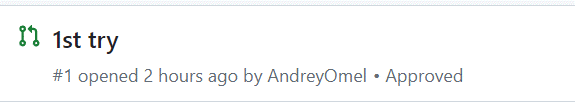 1st try
#1 opened 2 hours ago by AndreyOmel • Approved